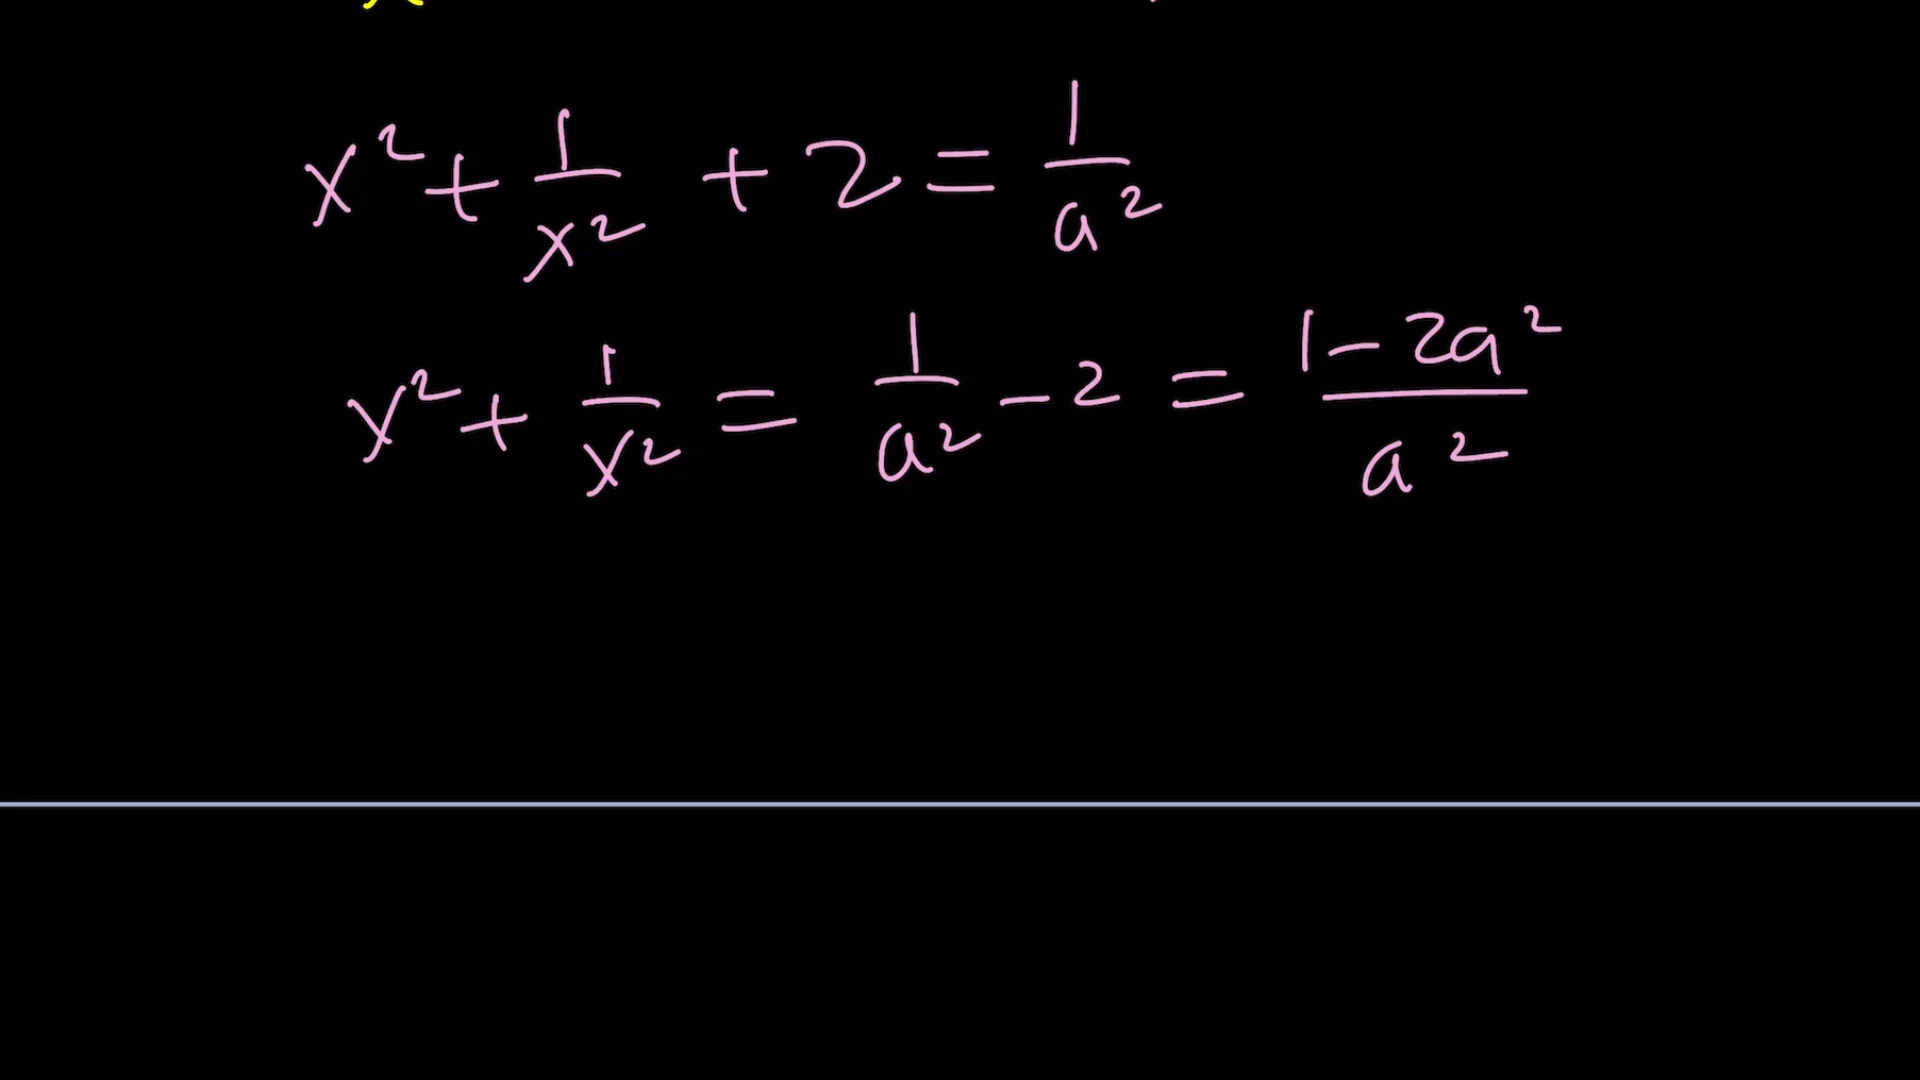 x² + 1/x² + 2 = 1/a²
x² + 1/x² = 1/a² - 2 = (1 - 2a²)/a²